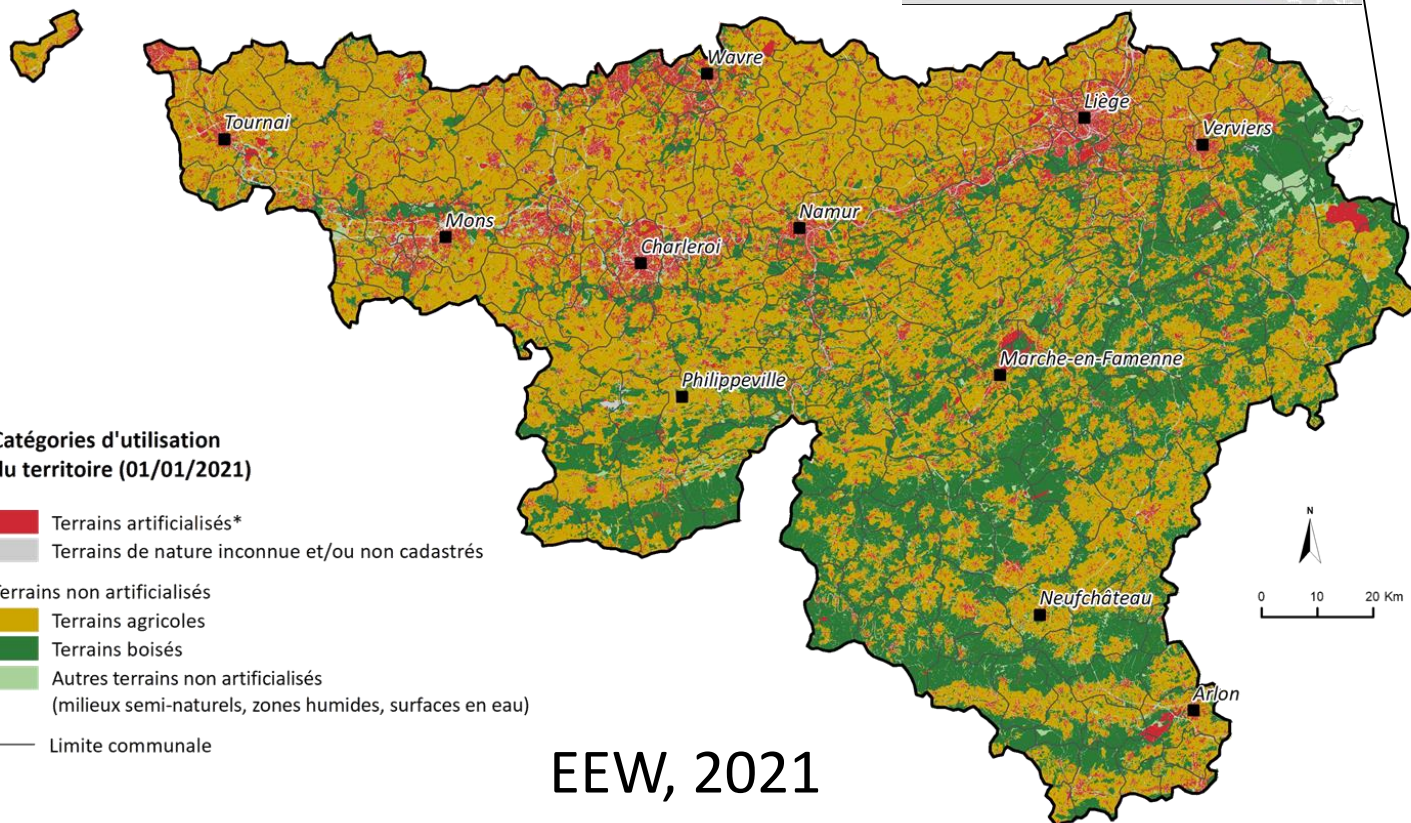 Wavre
Liège
Tournai
Verviers
Namur
Mons
Charleroi
Marche-en-Famenne
Philippeville
Catégories d'utilisation
du territoire (01/01/2021)
Terrains artificialisés*
Terrains de nature inconnue et/ou non cadastrés
Terrains non artificialisés
Terrains agricoles
Terrains boisés
Autres terrains non artificialisés
(milieux semi-naturels, zones humides, surfaces en eau)
Limite communale
N
0 10 20 Km
Neufchâteau
Arlon
EEW, 2021